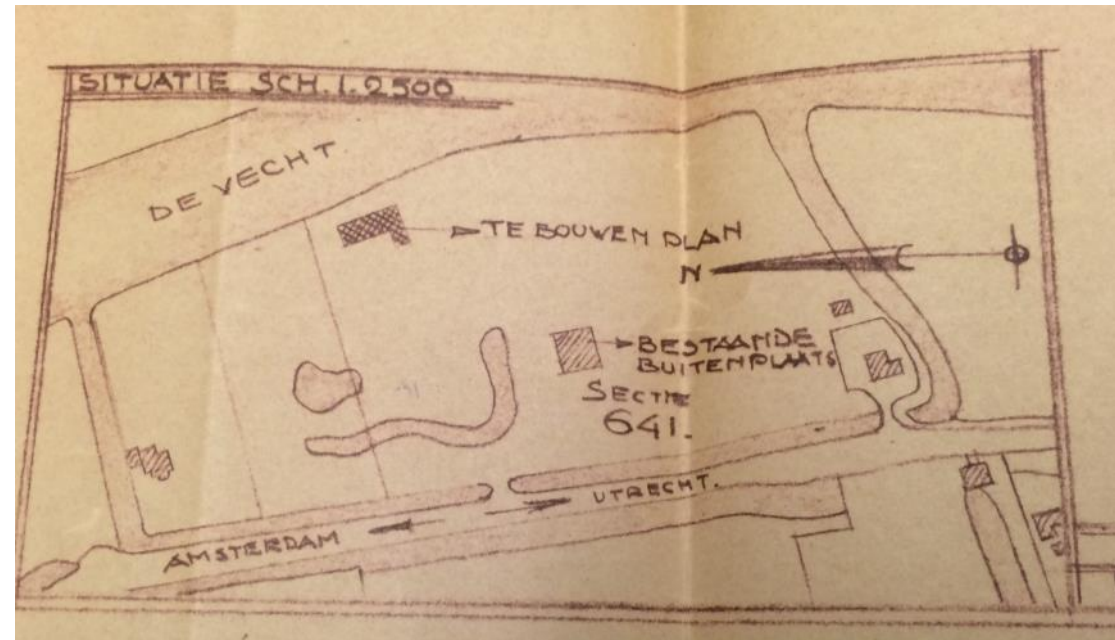 SITUATIE SCH. 1. 2500.
DE VECHT.
TE BOUWEN PLAN
N
BESTAANDE
BUITENPLAATS
SECTIE
641.
UTRECHT.
AMSTERDAM